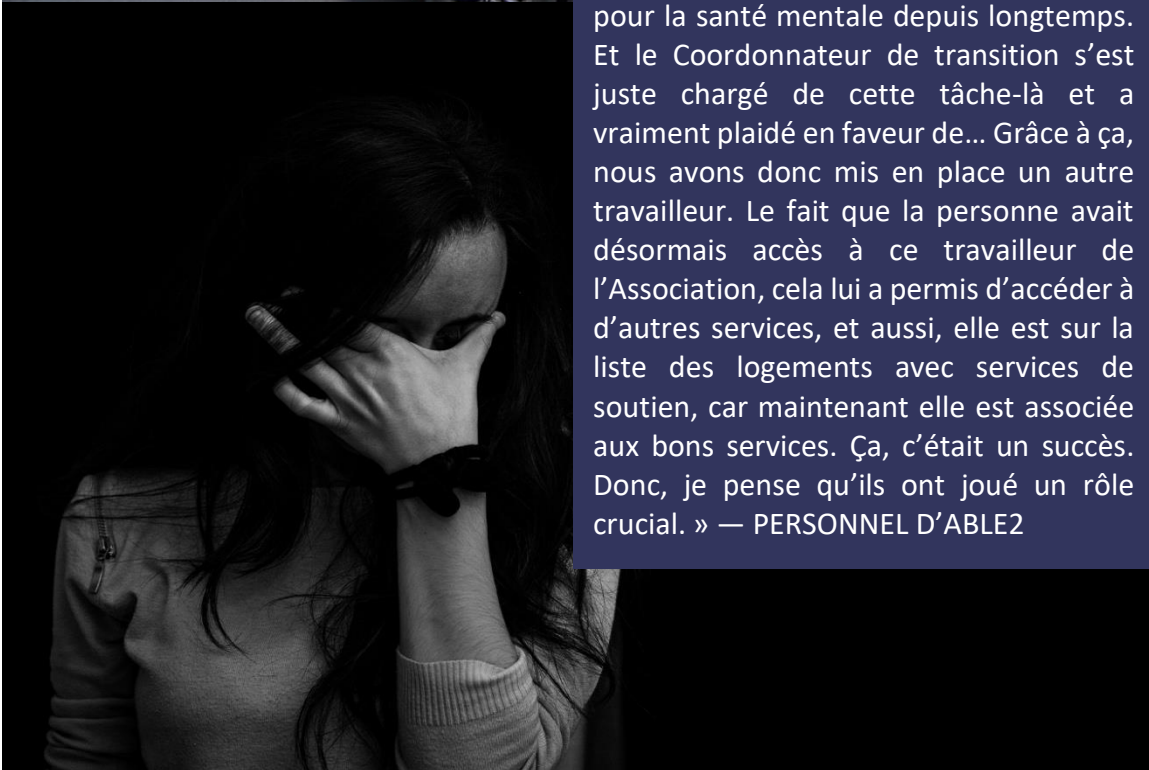 pour la santé mentale depuis longtemps.
Et le Coordonnateur de transition s’est
juste chargé de cette tâche-là et a
vraiment plaidé en faveur de… Grâce à ça,
nous avons donc mis en place un autre
travailleur. Le fait que la personne avait
désormais accès à ce travailleur de
l’Association, cela lui a permis d’accéder à
d’autres services, et aussi, elle est sur la
liste des logements avec services de
soutien, car maintenant elle est associée
aux bons services. Ça, c’était un succès.
Donc, je pense qu’ils ont joué un rôle
crucial. » — PERSONNEL D’ABLE2